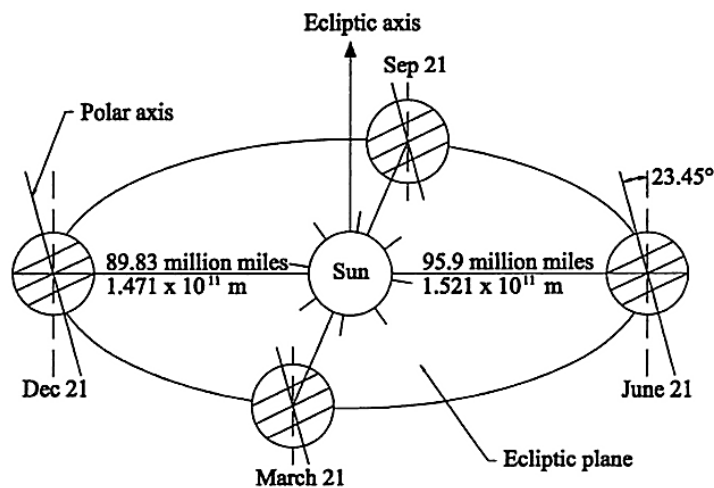 Ecliptic axis
Sep 21
Polar axis
23.45°
89.83 million miles
1.471 x 10¹¹ m
Sun
95.9 million miles
1.521 x 10¹¹ m
Dec 21
June 21
March 21
Ecliptic plane